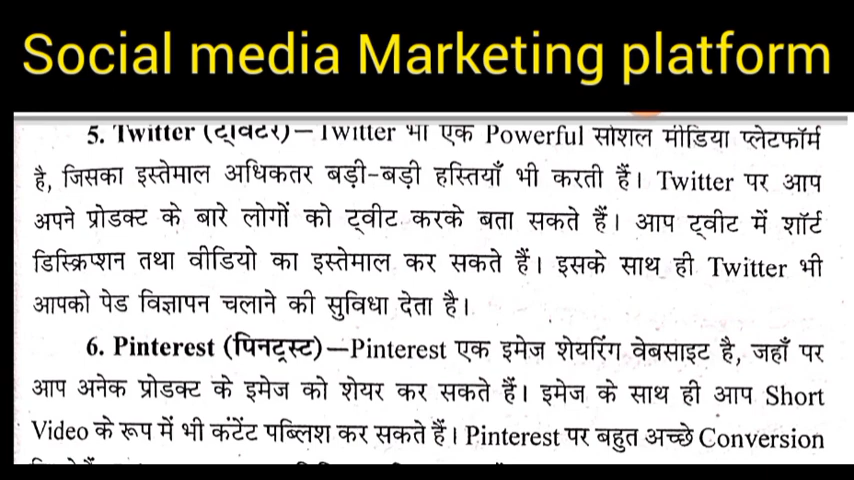 Social media Marketing platform
5. Twitter (ट्विटर)— Twitter भी एक Powerful सोशल मीडिया प्लेटफॉर्म
है, जिसका इस्तेमाल अधिकतर बड़ी-बड़ी हस्तियाँ भी करती हैं। Twitter पर आप
अपने प्रोडक्ट के बारे लोगों को ट्वीट करके बता सकते हैं। आप ट्वीट में शॉर्ट
डिस्क्रिप्शन तथा वीडियो का इस्तेमाल कर सकते हैं। इसके साथ ही Twitter भी
आपको पेड विज्ञापन चलाने की सुविधा देता है।
6. Pinterest (पिनट्रस्ट)—Pinterest एक इमेज शेयरिंग वेबसाइट है, जहाँ पर
आप अनेक प्रोडक्ट के इमेज को शेयर कर सकते हैं। इमेज के साथ ही आप Short
Video के रूप में भी कंटेंट पब्लिश कर सकते हैं। Pinterest पर बहुत अच्छे Conversion